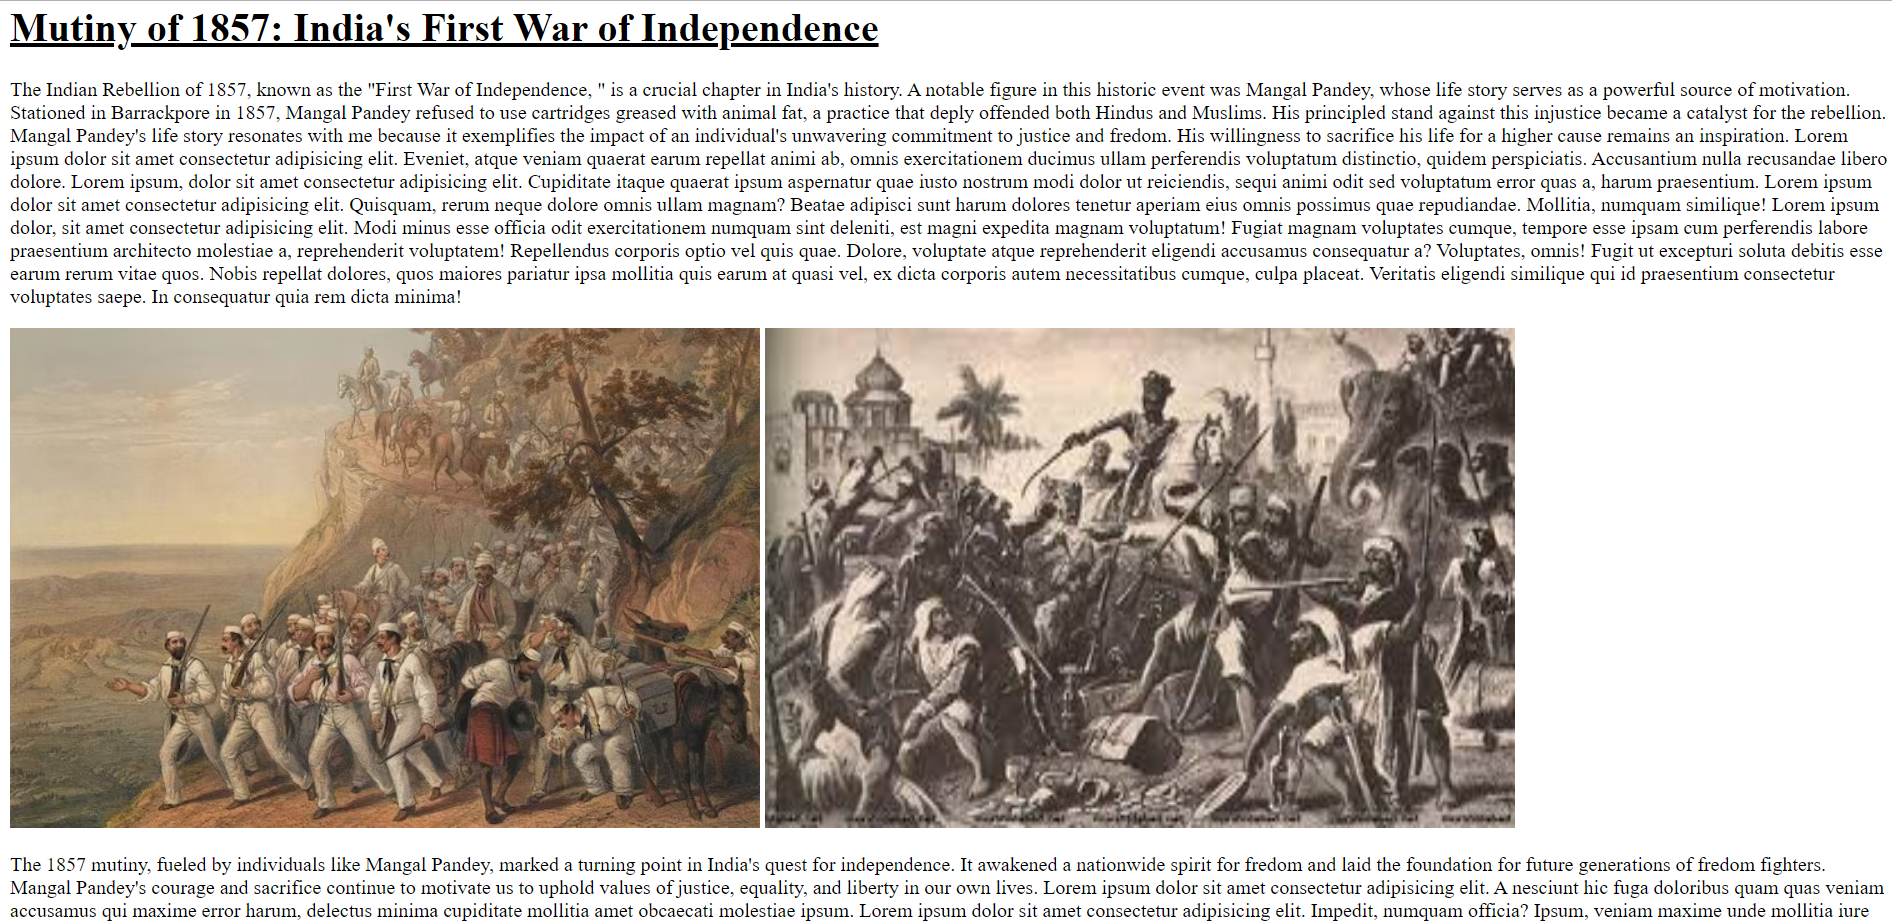 Mutiny of 1857: India's First War of Independence
The Indian Rebellion of 1857, known as the "First War of Independence, " is a crucial chapter in India's history. A notable figure in this historic event was Mangal Pandey, whose life story serves as a powerful source of motivation.
Stationed in Barrackpore in 1857, Mangal Pandey refused to use cartridges greased with animal fat, a practice that deply offended both Hindus and Muslims. His principled stand against this injustice became a catalyst for the rebellion.
Mangal Pandey's life story resonates with me because it exemplifies the impact of an individual's unwavering commitment to justice and fredom. His willingness to sacrifice his life for a higher cause remains an inspiration. Lorem
ipsum dolor sit amet consectetur adipisicing elit. Eveniet, atque veniam quaerat earum repellat animi ab, omnis exercitationem ducimus ullam perferendis voluptatum distinctio, quidem perspiciatis. Accusantium nulla recusandae libero
dolore. Lorem ipsum, dolor sit amet consectetur adipisicing elit. Cupiditate itaque quaerat ipsum aspernatur quae iusto nostrum modi dolor ut reiciendis, sequi animi odit sed voluptatum error quas a, harum praesentium. Lorem ipsum
dolor sit amet consectetur adipisicing elit. Quisquam, rerum neque dolore omnis ullam magnam? Beatae adipisci sunt harum dolores tenetur aperiam eius omnis possimus quae repudiandae. Mollitia, numquam similique! Lorem ipsum
dolor, sit amet consectetur adipisicing elit. Modi minus esse officia odit exercitationem numquam sint deleniti, est magni expedita magnam voluptatum! Fugiat magnam voluptates cumque, tempore esse ipsam cum perferendis labore
praesentium architecto molestiae a, reprehenderit voluptatem! Repellendus corporis optio vel quis quae. Dolore, voluptate atque reprehenderit eligendi accusamus consequatur a? Voluptates, omnis! Fugit ut excepturi soluta debitis esse
earum rerum vitae quos. Nobis repellat dolores, quos maiores pariatur ipsa mollitia quis earum at quasi vel, ex dicta corporis autem necessitatibus cumque, culpa placeat. Veritatis eligendi similique qui id praesentium consectetur
voluptates saepe. In consequatur quia rem dicta minima!
The 1857 mutiny, fueled by individuals like Mangal Pandey, marked a turning point in India's quest for independence. It awakened a nationwide spirit for fredom and laid the foundation for future generations of fredom fighters.
Mangal Pandey's courage and sacrifice continue to motivate us to uphold values of justice, equality, and liberty in our own lives. Lorem ipsum dolor sit amet consectetur adipisicing elit. A nesciunt hic fuga doloribus quam quas veniam
accusamus qui maxime error harum, delectus minima cupiditate mollitia amet obcaecati molestiae ipsum. Lorem ipsum dolor sit amet consectetur adipisicing elit. Impedit, numquam officia? Ipsum, veniam maxime unde mollitia iure